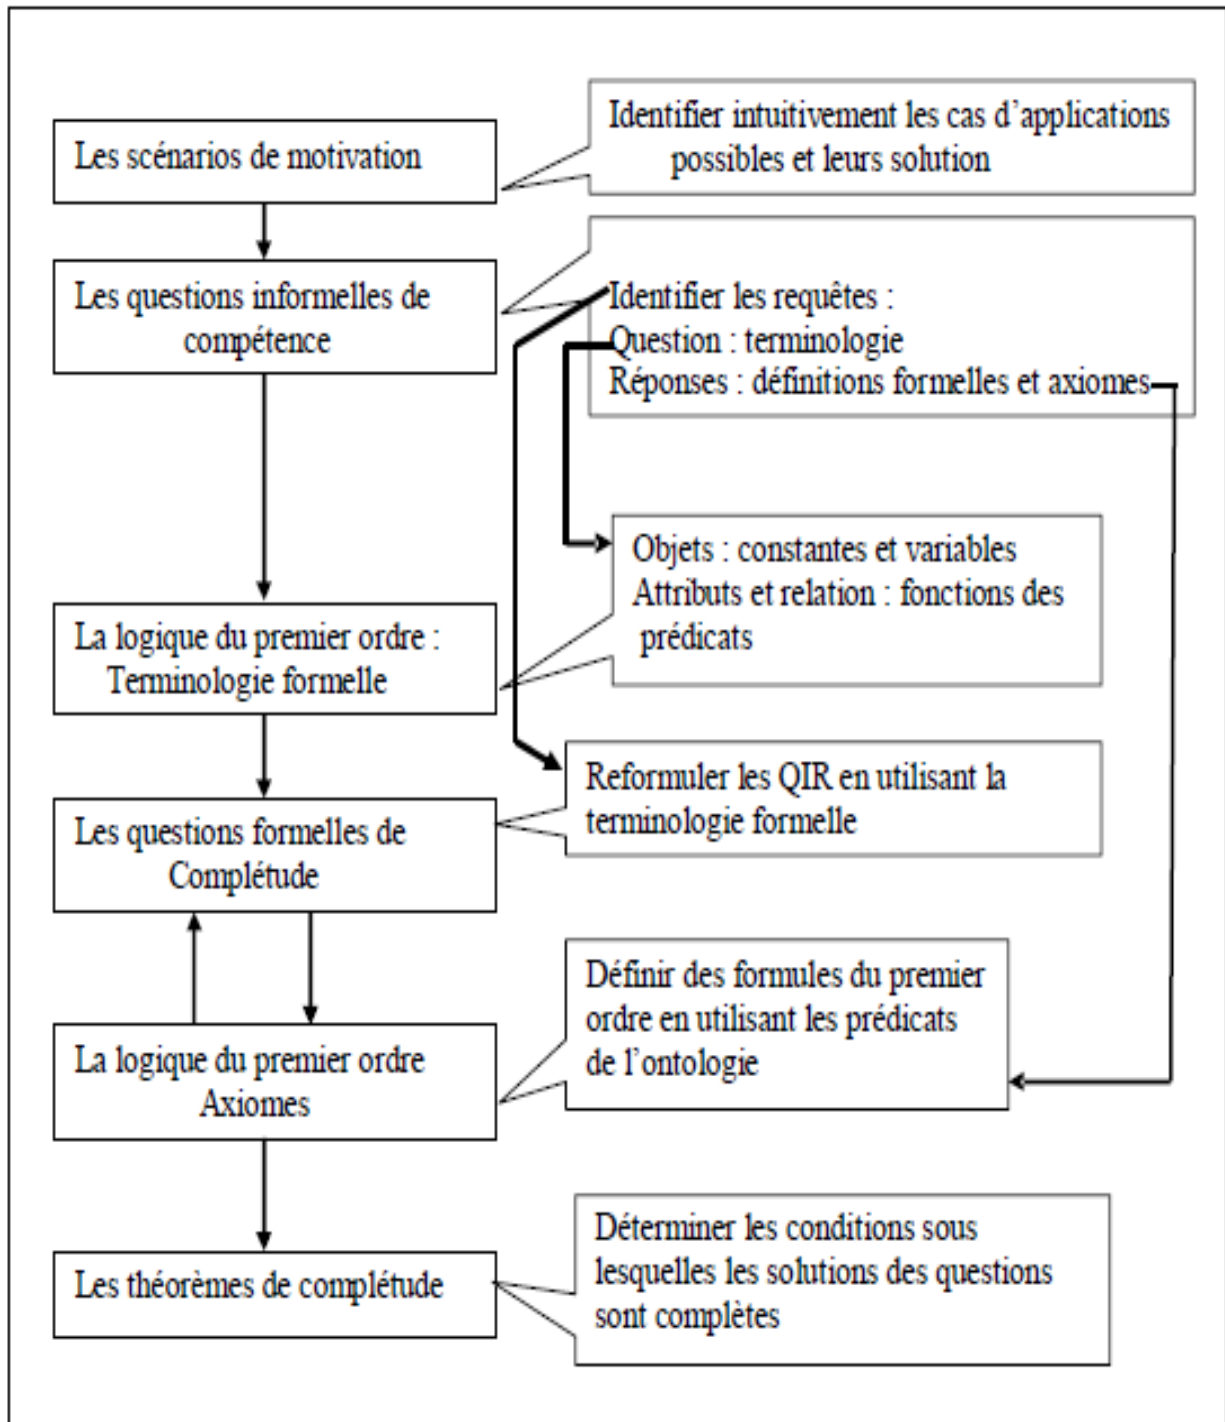 Les scénarios de motivation
Identifier intuitivement les cas d'applications
possibles et leurs solution
Les questions informelles de
compétence
Identifier les requêtes :
Question : terminologie
Réponses : définitions formelles et axiomes
Objets : constantes et variables
Attributs et relation : fonctions des
prédicats
La logique du premier ordre :
Terminologie formelle
Reformuler les QIR en utilisant la
terminologie formelle
Les questions formelles de
Complétude
Définir des formules du premier
ordre en utilisant les prédicats
de l'ontologie
La logique du premier ordre
Axiomes
Déterminer les conditions sous
lesquelles les solutions des questions
sont complètes
Les théorèmes de complétude